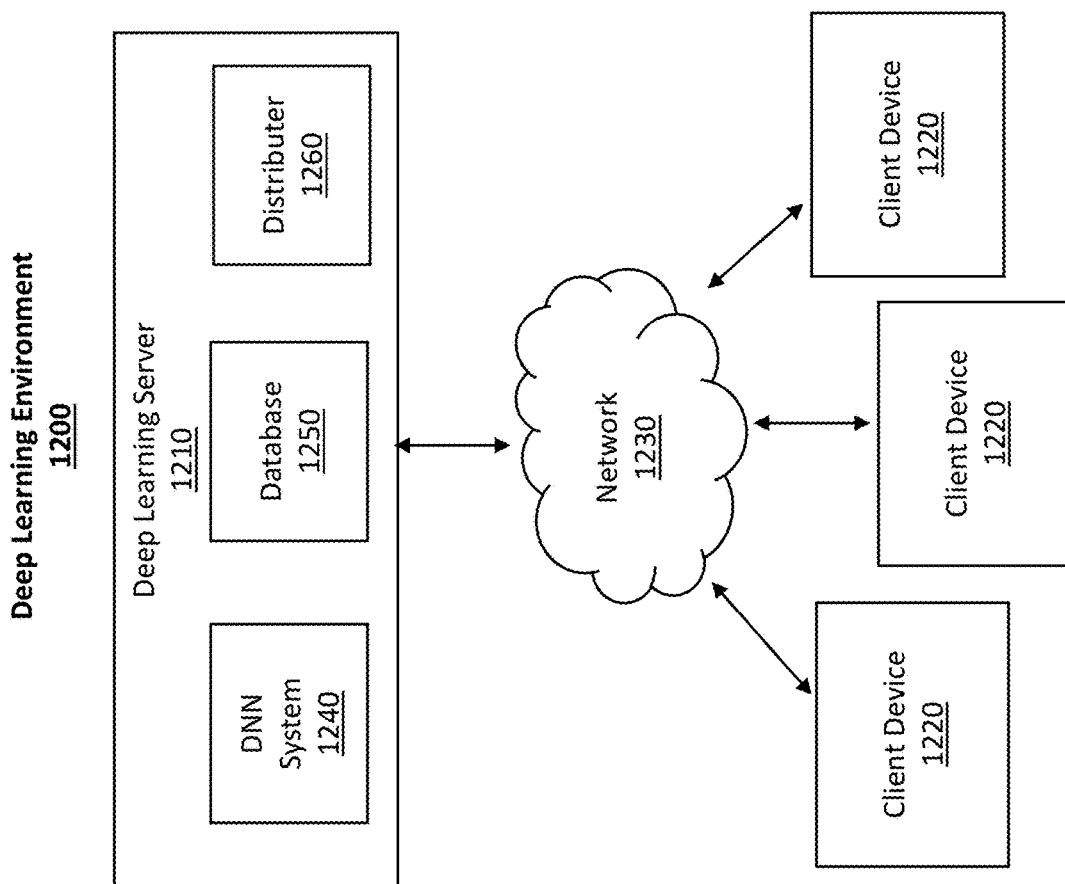 Deep Learning Environment
1200
Deep Learning Server
1210
DNN
System
1240
Database
1250
Distributer
1260
Network
1230
Client Device
1220
Client Device
1220
Client Device
1220